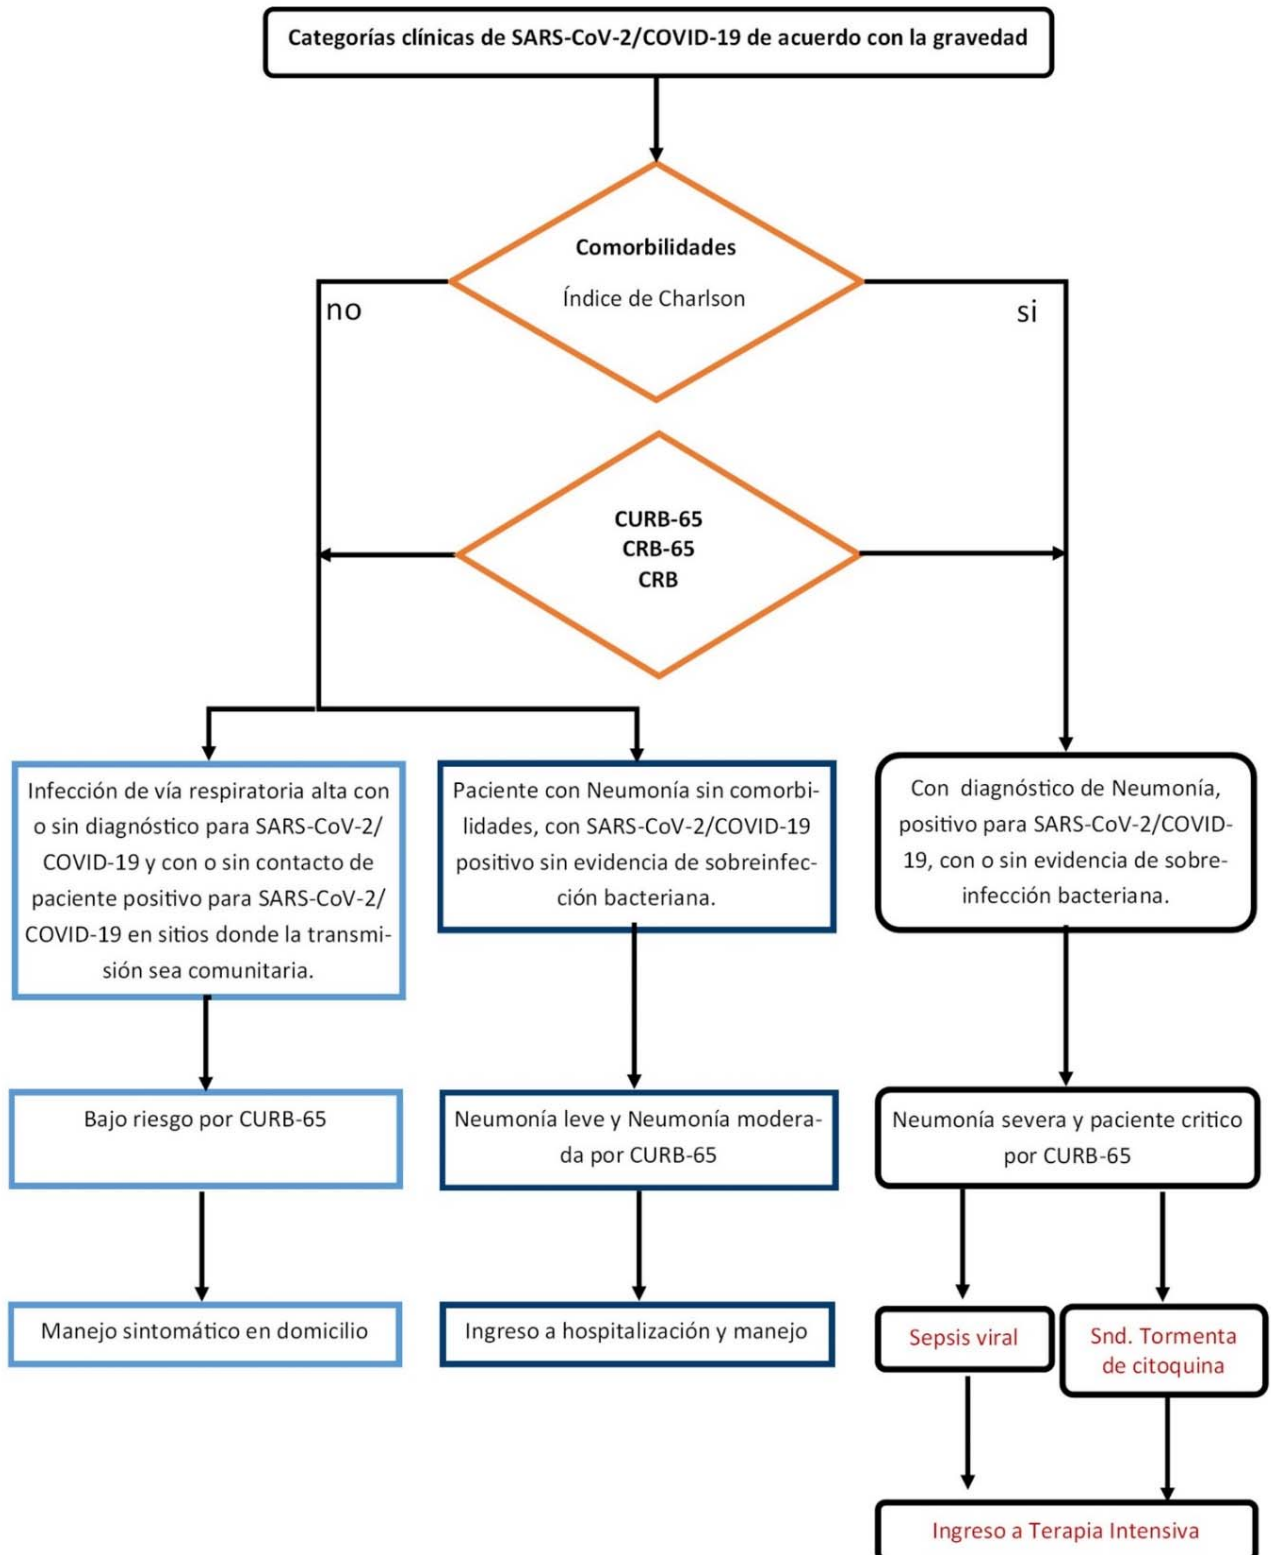 Categorías clínicas de SARS-CoV-2/COVID-19 de acuerdo con la gravedad
Comorbilidades
Índice de Charlson
no
si
CURB-65
CRB-65
CRB
Infección de vía respiratoria alta con
o sin diagnóstico para SARS-CoV-2/
COVID-19 y con o sin contacto de
paciente positivo para SARS-CoV-2/
COVID-19 en sitios donde la transmi-
sión sea comunitaria.
Paciente con Neumonía sin comorbi-
lidades, con SARS-CoV-2/COVID-19
positivo sin evidencia de sobreinfec-
ción bacteriana.
Con diagnóstico de Neumonía,
positivo para SARS-CoV-2/COVID-
19, con o sin evidencia de sobre-
infección bacteriana.
Bajo riesgo por CURB-65
Neumonía leve y Neumonía modera-
da por CURB-65
Neumonía severa y paciente critico
por CURB-65
Manejo sintomático en domicilio
Ingreso a hospitalización y manejo
Sepsis viral
Snd. Tormenta
de citoquina
Ingreso a Terapia Intensiva